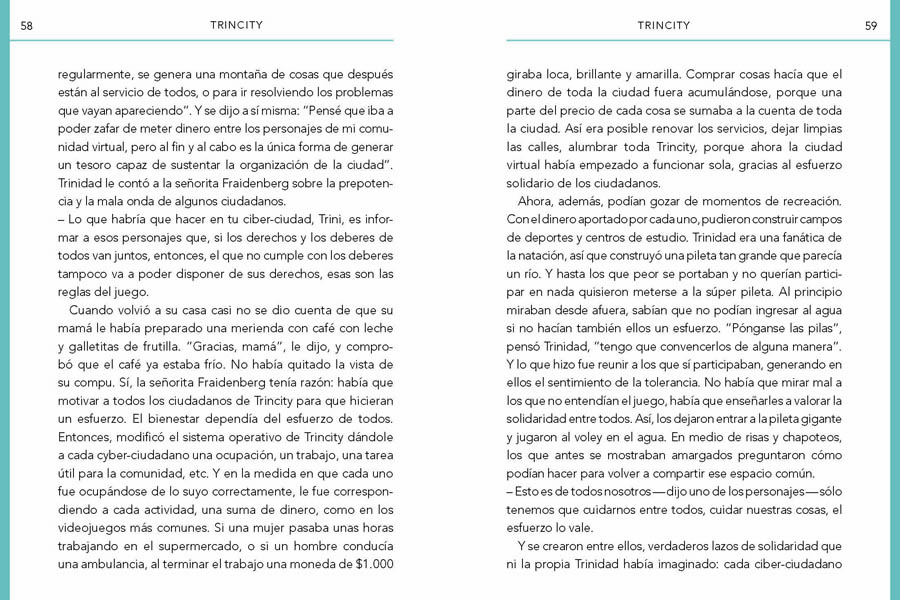 58
TRINCITY
regularmente, se genera una montaña de cosas que después
están al servicio de todos, o para ir resolviendo los problemas
que vayan apareciendo”. Y se dijo a sí misma: “Pensé que iba a
poder zafar de meter dinero entre los personajes de mi comu-
nidad virtual, pero al fin y al cabo es la única forma de generar
un tesoro capaz de sustentar la organización de la ciudad”.
Trinidad le contó a la señorita Fraidenberg sobre la prepoten-
cia y la mala onda de algunos ciudadanos.
– Lo que habría que hacer en tu ciber-ciudad, Trini, es infor-
mar a esos personajes que, si los derechos y los deberes de
todos van juntos, entonces, el que no cumple con los deberes
tampoco va a poder disponer de sus derechos, esas son las
reglas del juego.
Cuando volvió a su casa casi no se dio cuenta de que su
mamá le había preparado una merienda con café con leche
y galletitas de frutilla. “Gracias, mamá”, le dijo, y compro-
bó que el café ya estaba frío. No había quitado la vista de
su compu. Sí, la señorita Fraidenberg tenía razón: había que
motivar a todos los ciudadanos de Trincity para que hicieran
un esfuerzo. El bienestar dependía del esfuerzo de todos.
Entonces, modificó el sistema operativo de Trincity dándole
a cada cyber-ciudadano una ocupación, un trabajo, una tarea
útil para la comunidad, etc. Y en la medida en que cada uno
fue ocupándose de lo suyo correctamente, le fue correspon-
diendo a cada actividad, una suma de dinero, como en los
videojuegos más comunes. Si una mujer pasaba unas horas
trabajando en el supermercado, o si un hombre conducía
una ambulancia, al terminar el trabajo una moneda de $1.000
TRINCITY
59
giraba loca, brillante y amarilla. Comprar cosas hacía que el
dinero de toda la ciudad fuera acumulándose, porque una
parte del precio de cada cosa se sumaba a la cuenta de toda
la ciudad. Así era posible renovar los servicios, dejar limpias
las calles, alumbrar toda Trincity, porque ahora la ciudad
virtual había empezado a funcionar sola, gracias al esfuerzo
solidario de los ciudadanos.
Ahora, además, podían gozar de momentos de recreación.
Con el dinero aportado por cada uno, pudieron construir campos
de deportes y centros de estudio. Trinidad era una fanática de
la natación, así que construyó una pileta tan grande que parecía
un río. Y hasta los que peor se portaban y no querían partici-
par en nada quisieron meterse a la súper pileta. Al principio
miraban desde afuera, sabían que no podían ingresar al agua
si no hacían también ellos un esfuerzo. “Pónganse las pilas”,
pensó Trinidad, “tengo que convencerlos de alguna manera”.
Y lo que hizo fue reunir a los que sí participaban, generando en
ellos el sentimiento de la tolerancia. No había que mirar mal a
los que no entendían el juego, había que enseñarles a valorar la
solidaridad entre todos. Así, los dejaron entrar a la pileta gigante
y jugaron al voley en el agua. En medio de risas y chapoteos,
los que antes se mostraban amargados preguntaron cómo
podían hacer para volver a compartir ese espacio común.
– Esto es de todos nosotros — dijo uno de los personajes — sólo
tenemos que cuidarnos entre todos, cuidar nuestras cosas, el
esfuerzo lo vale.
Y se crearon entre ellos, verdaderos lazos de solidaridad que
ni la propia Trinidad había imaginado: cada ciber-ciudadano